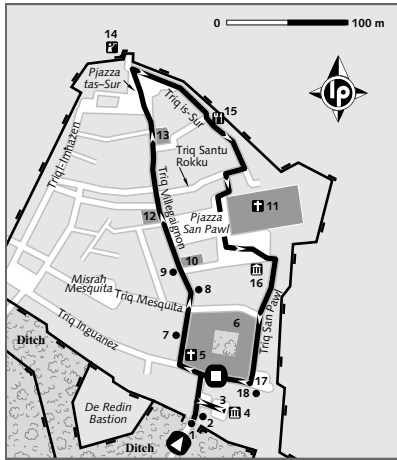 0 100 m
14
Pjazza
tas–Sur
Triq is-Sur
15
lp
Triq l-Imħażen
13
Triq Santu
Rokku
Triq Villegaignon
11
12
Pjazza
San Pawl
10
9
16
Misraħ
Mesquita
8
Triq Mesquita
6
Triq San Pawl
Triq Inguanez
7
Ditch
5
17
18
De Redin
Bastion
3
4
2
1
Ditch